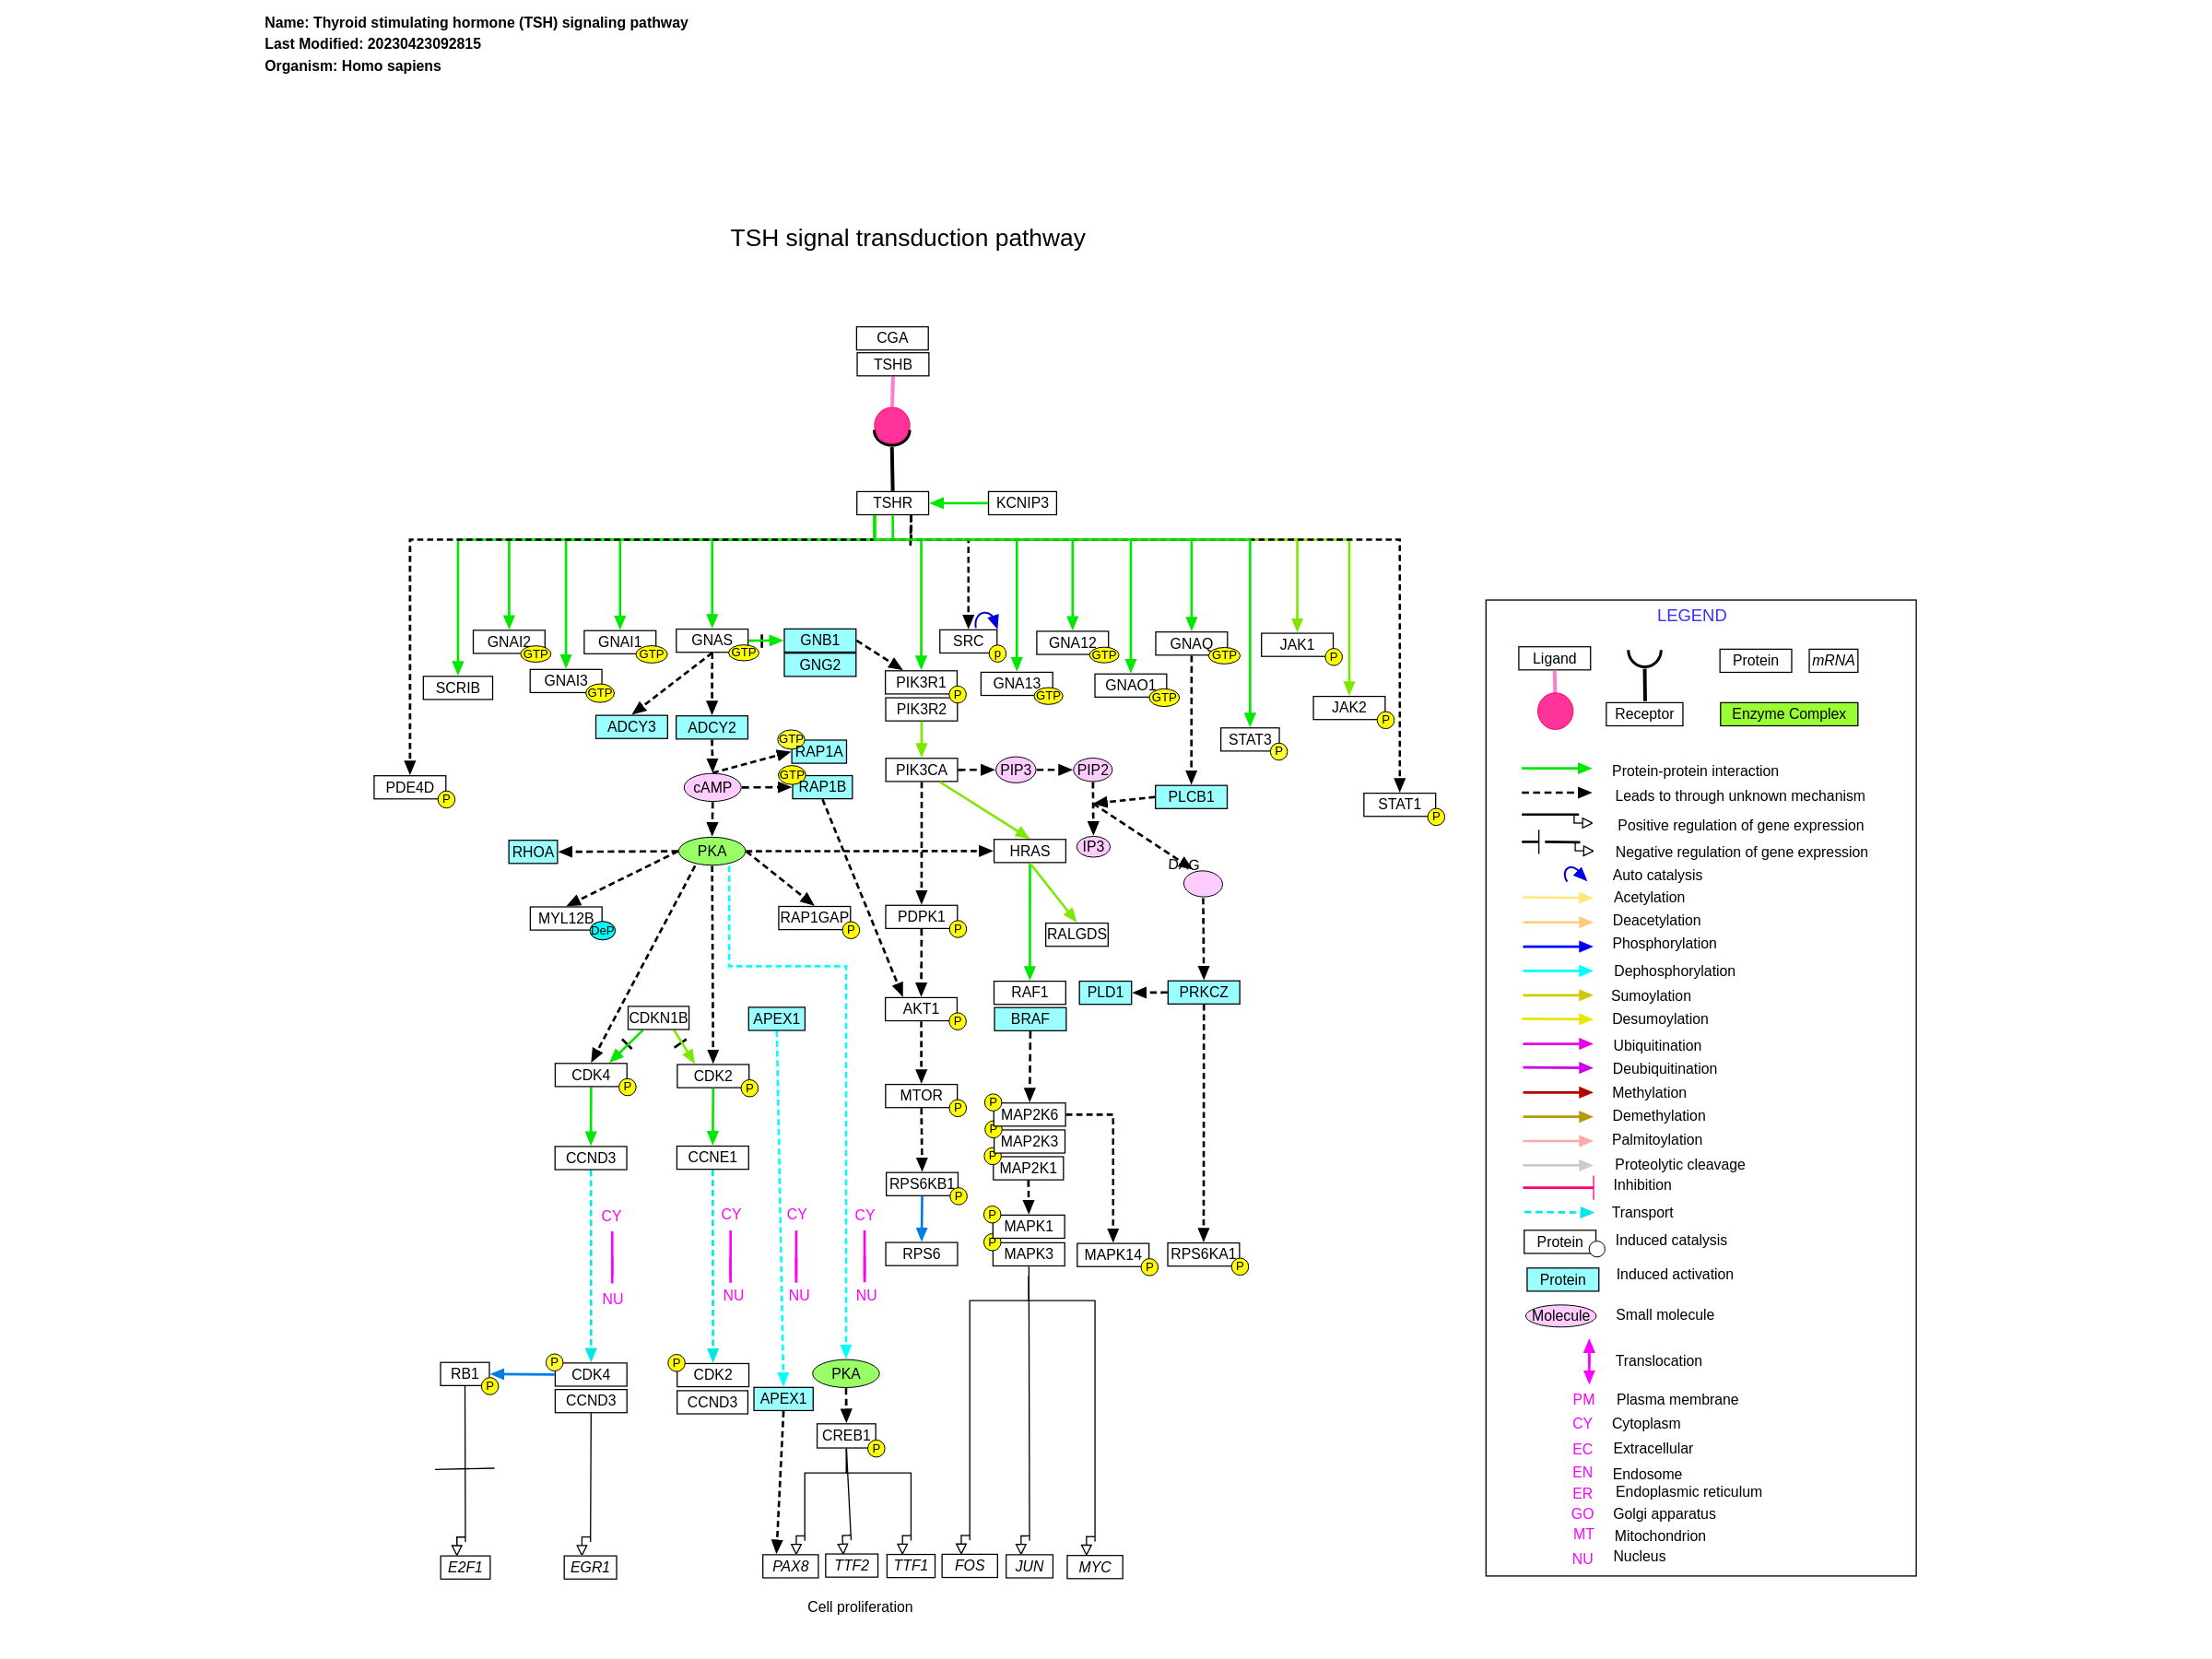 Name: Thyroid stimulating hormone (TSH) signaling pathway
Last Modified: 20230423092815
Organism: Homo sapiens
TSH signal transduction pathway
CGA
TSHB
TSHR
KCNIP3
GNAI2
GTP
GNAI1
GTP
GNAS
GTP
GNB1
GNG2
SRC
p
GNA12
GTP
GNAQ
GTP
JAK1
P
SCRIB
GNAI3
GTP
PIK3R1
P
PIK3R2
GNA13
GTP
GNAO1
GTP
JAK2
P
ADCY3
ADCY2
STAT3
P
GTP
RAP1A
GTP
RAP1B
PDE4D
P
cAMP
PIK3CA
PIP3
PIP2
PLCB1
STAT1
P
RHOA
PKA
HRAS
IP3
DAG
MYL12B
DeP
RAP1GAP
P
PDPK1
P
RALGDS
CDKN1B
APEX1
AKT1
P
RAF1
BRAF
PLD1
PRKCZ
CDK4
P
CDK2
P
MTOR
P
P
MAP2K6
P
MAP2K3
P
MAP2K1
CCND3
CCNE1
RPS6KB1
P
CY
CY
CY
CY
P
MAPK1
P
MAPK3
RPS6
MAPK14
P
RPS6KA1
P
NU
NU
NU
NU
RB1
P
P
CDK4
CCND3
P
CDK2
CCND3
APEX1
PKA
CREB1
P
E2F1
EGR1
PAX8
TTF2
TTF1
FOS
JUN
MYC
Cell proliferation
LEGEND
Ligand
Receptor
Protein
mRNA
Enzyme Complex
Protein-protein interaction
Leads to through unknown mechanism
Positive regulation of gene expression
Negative regulation of gene expression
Auto catalysis
Acetylation
Deacetylation
Phosphorylation
Dephosphorylation
Sumoylation
Desumoylation
Ubiquitination
Deubiquitination
Methylation
Demethylation
Palmitoylation
Proteolytic cleavage
Inhibition
Transport
Protein
Induced catalysis
Protein
Induced activation
Molecule
Small molecule
Translocation
PM Plasma membrane
CY Cytoplasm
EC Extracellular
EN Endosome
ER Endoplasmic reticulum
GO Golgi apparatus
MT Mitochondrion
NU Nucleus